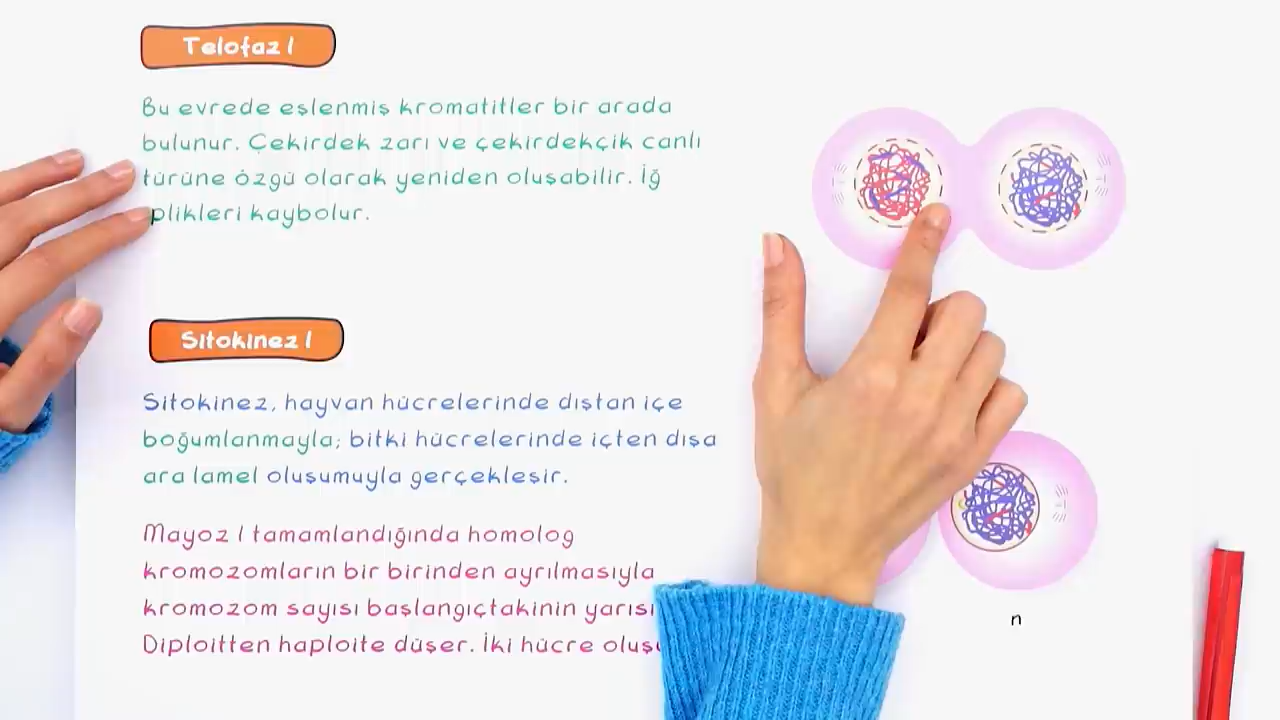 Telofaz I
Bu evrede eşlenmiş kromatitler bir arada
bulunur. Çekirdek zarı ve çekirdekçik canlı
türüne özgü olarak yeniden oluşabilir. İğ
iplikleri kaybolur.
Sitokinez I
Sitokinez, hayvan hücrelerinde dıştan içe
boğumlanmayla; bitki hücrelerinde içten dışa
ara lamel oluşumuyla gerçekleşir.
Mayoz I tamamlandığında homolog
kromozomların bir birinden ayrılmasıyla
kromozom sayısı başlangıçtakinin yarısı
Diploitten haploite düşer. İki hücre
n